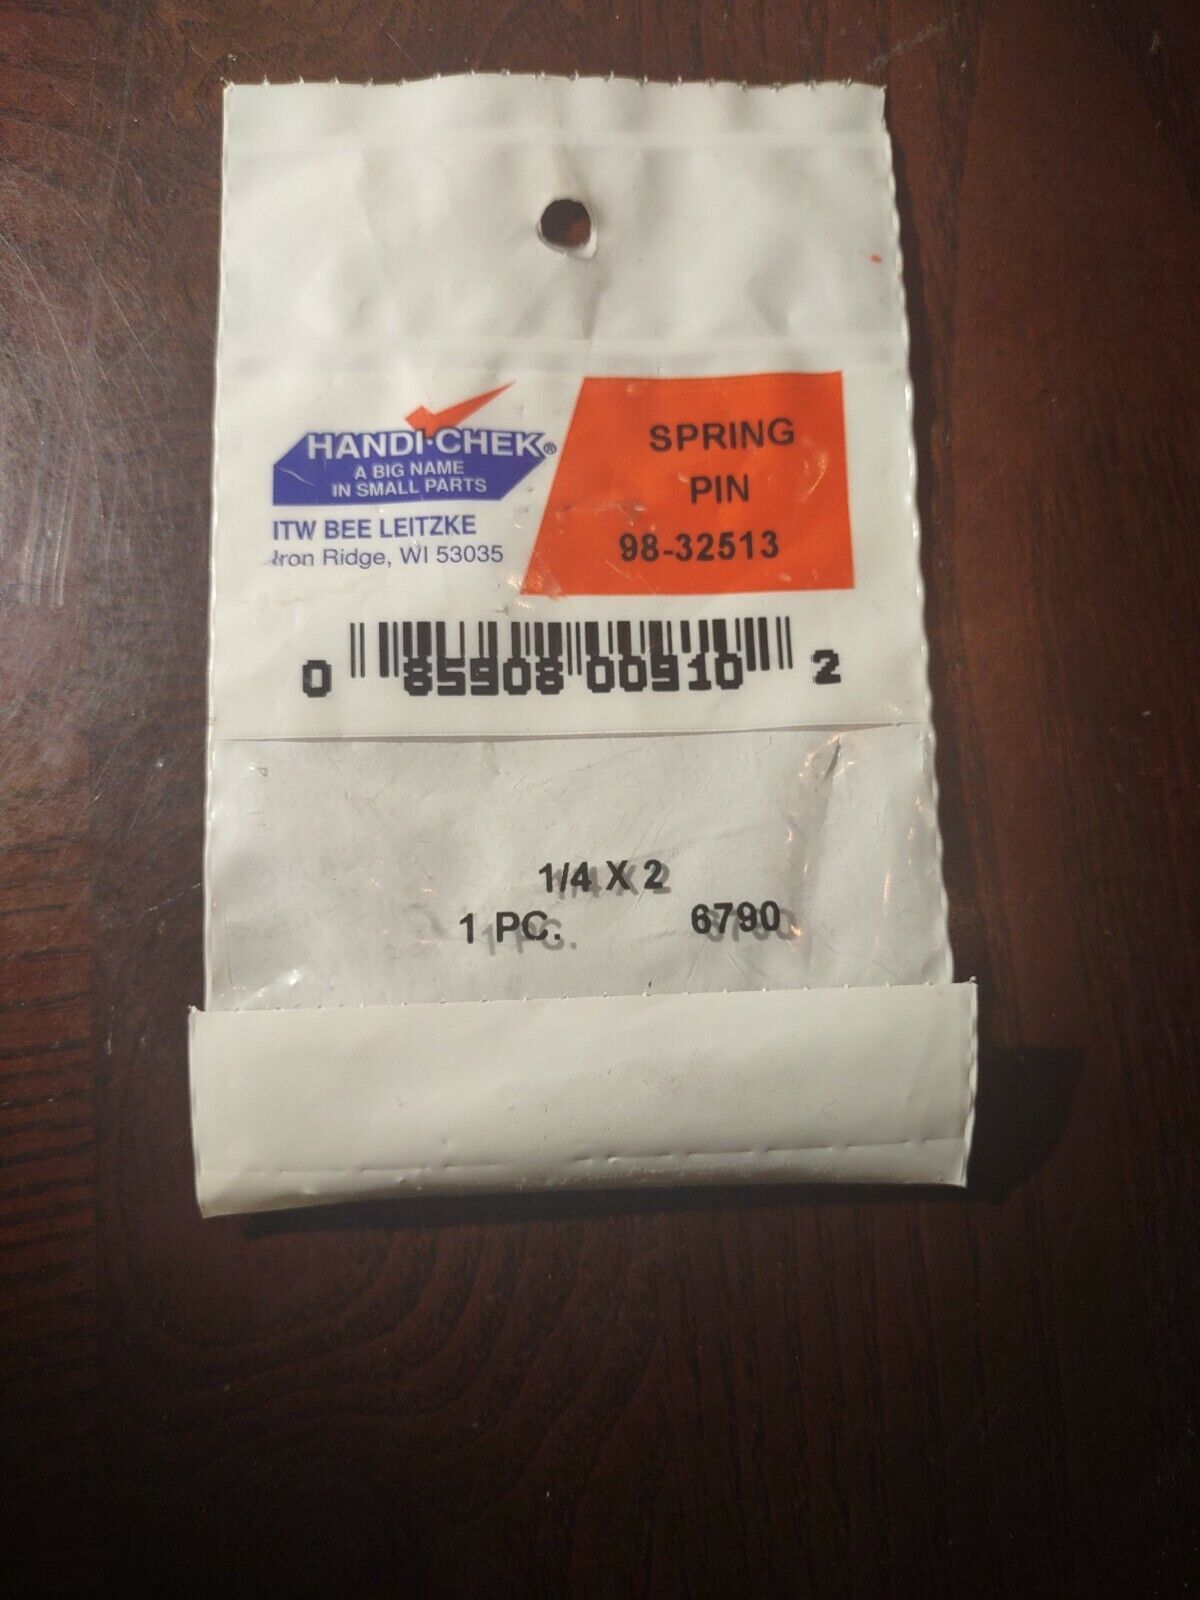 HANDI·CHEK®
A BIG NAME
IN SMALL PARTS
ITW BEE LEITZKE
Iron Ridge, WI 53035
SPRING
PIN
98-32513
0 85908 00910 2
1/4 X 2
1 PC. 6790